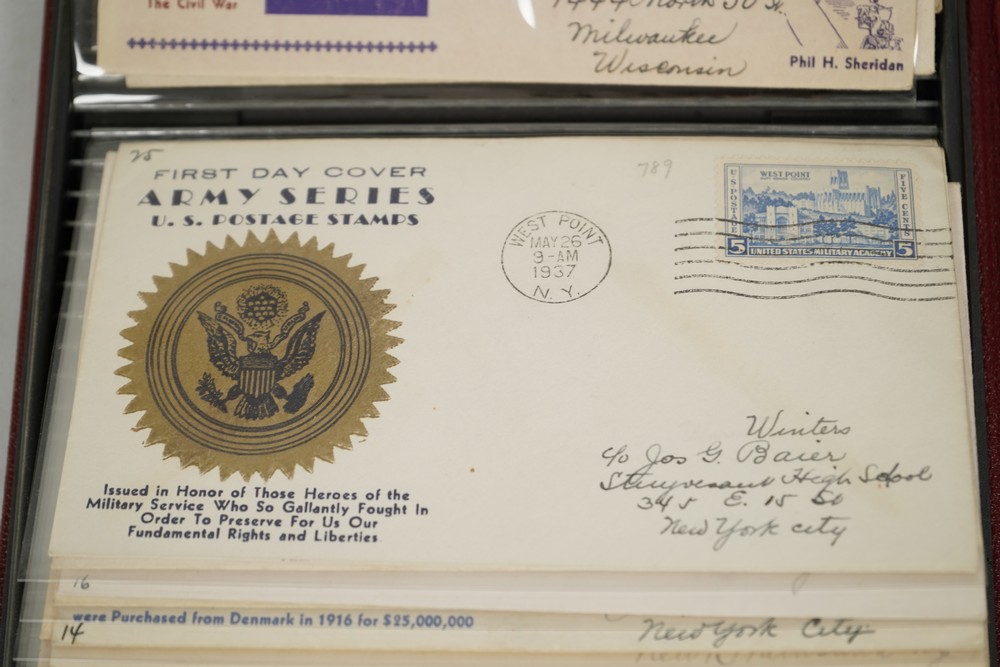 The Civil War
Milwaukee
Wisconsin
Phil H. Sheridan
25
FIRST DAY COVER
ARMY SERIES
U. S. POSTAGE STAMPS
789
WEST POINT
MAY 26
9-AM
1937
N. Y.
WEST POINT
U.S. POSTAGE
FIVE CENTS
5 UNITED STATES MILITARY ACADEMY 5
Issued in Honor of Those Heroes of the
Military Service Who So Gallantly Fought In
Order To Preserve For Us Our
Fundamental Rights and Liberties.
Winters
c/o Jos G. Baier
Stuyvesant High School
345 E. 15 St
New York City
16
were Purchased from Denmark in 1916 for $25,000,000
14
New York City